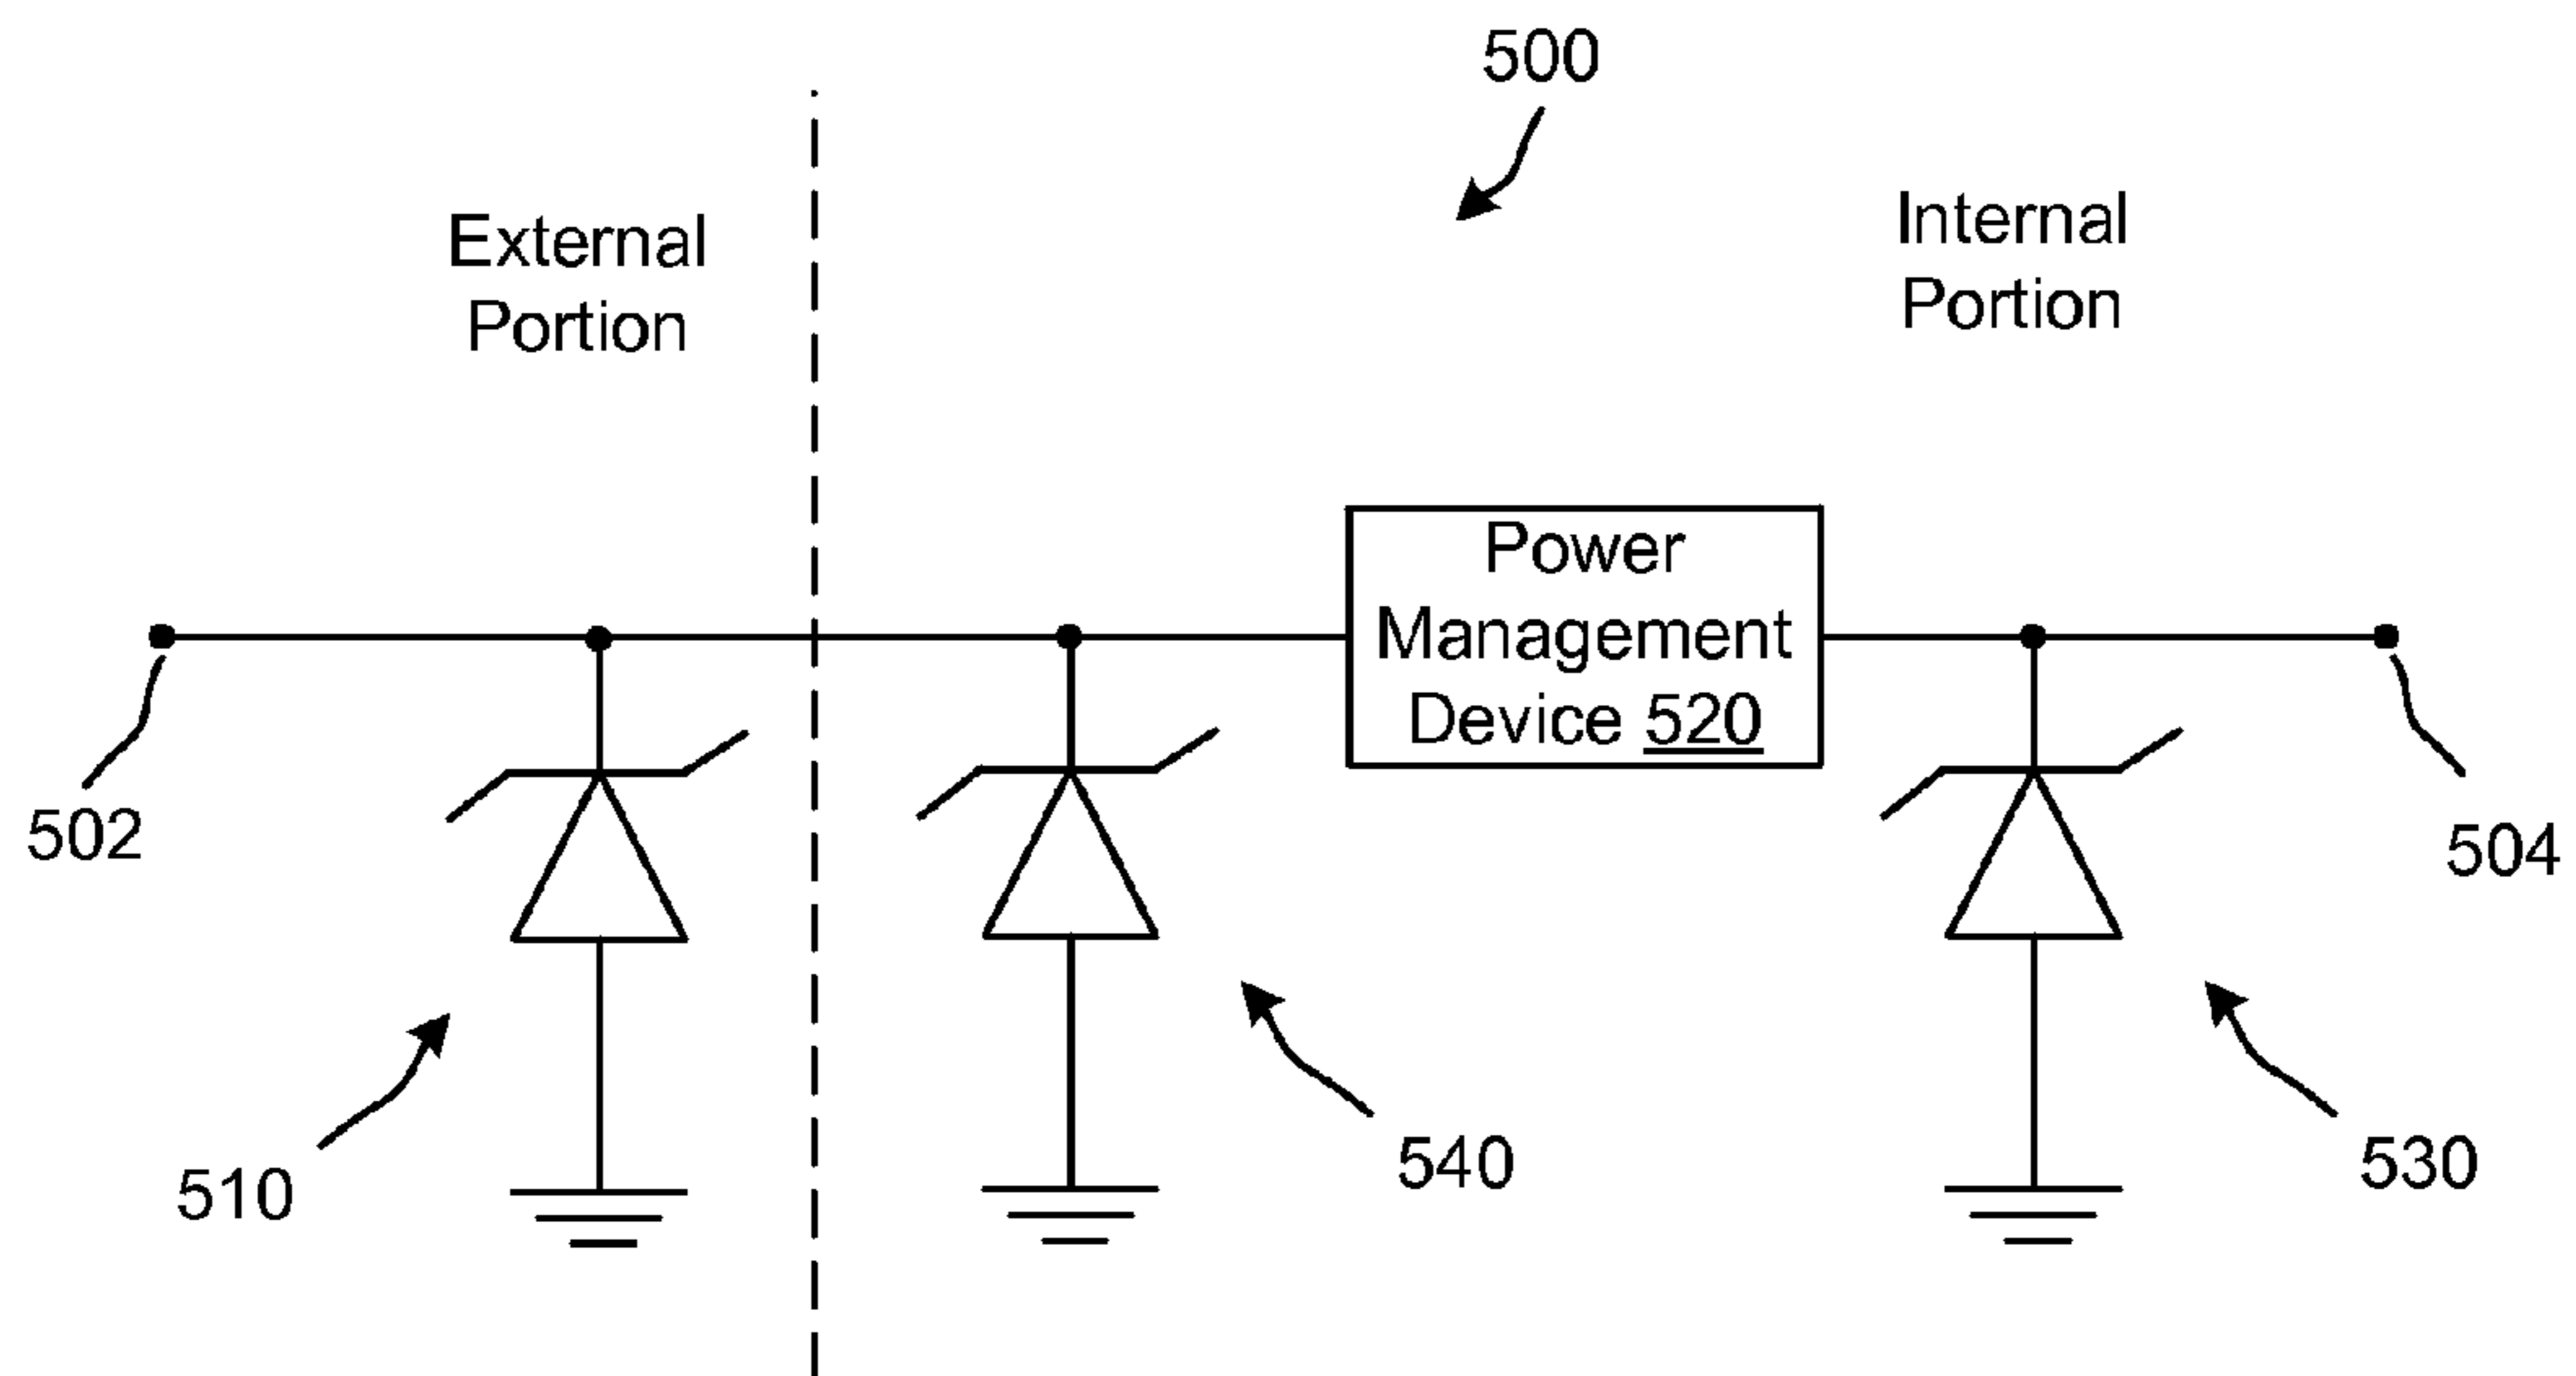 500
External
Portion
Internal
Portion
Power
Management
Device 520
502
504
510
540
530